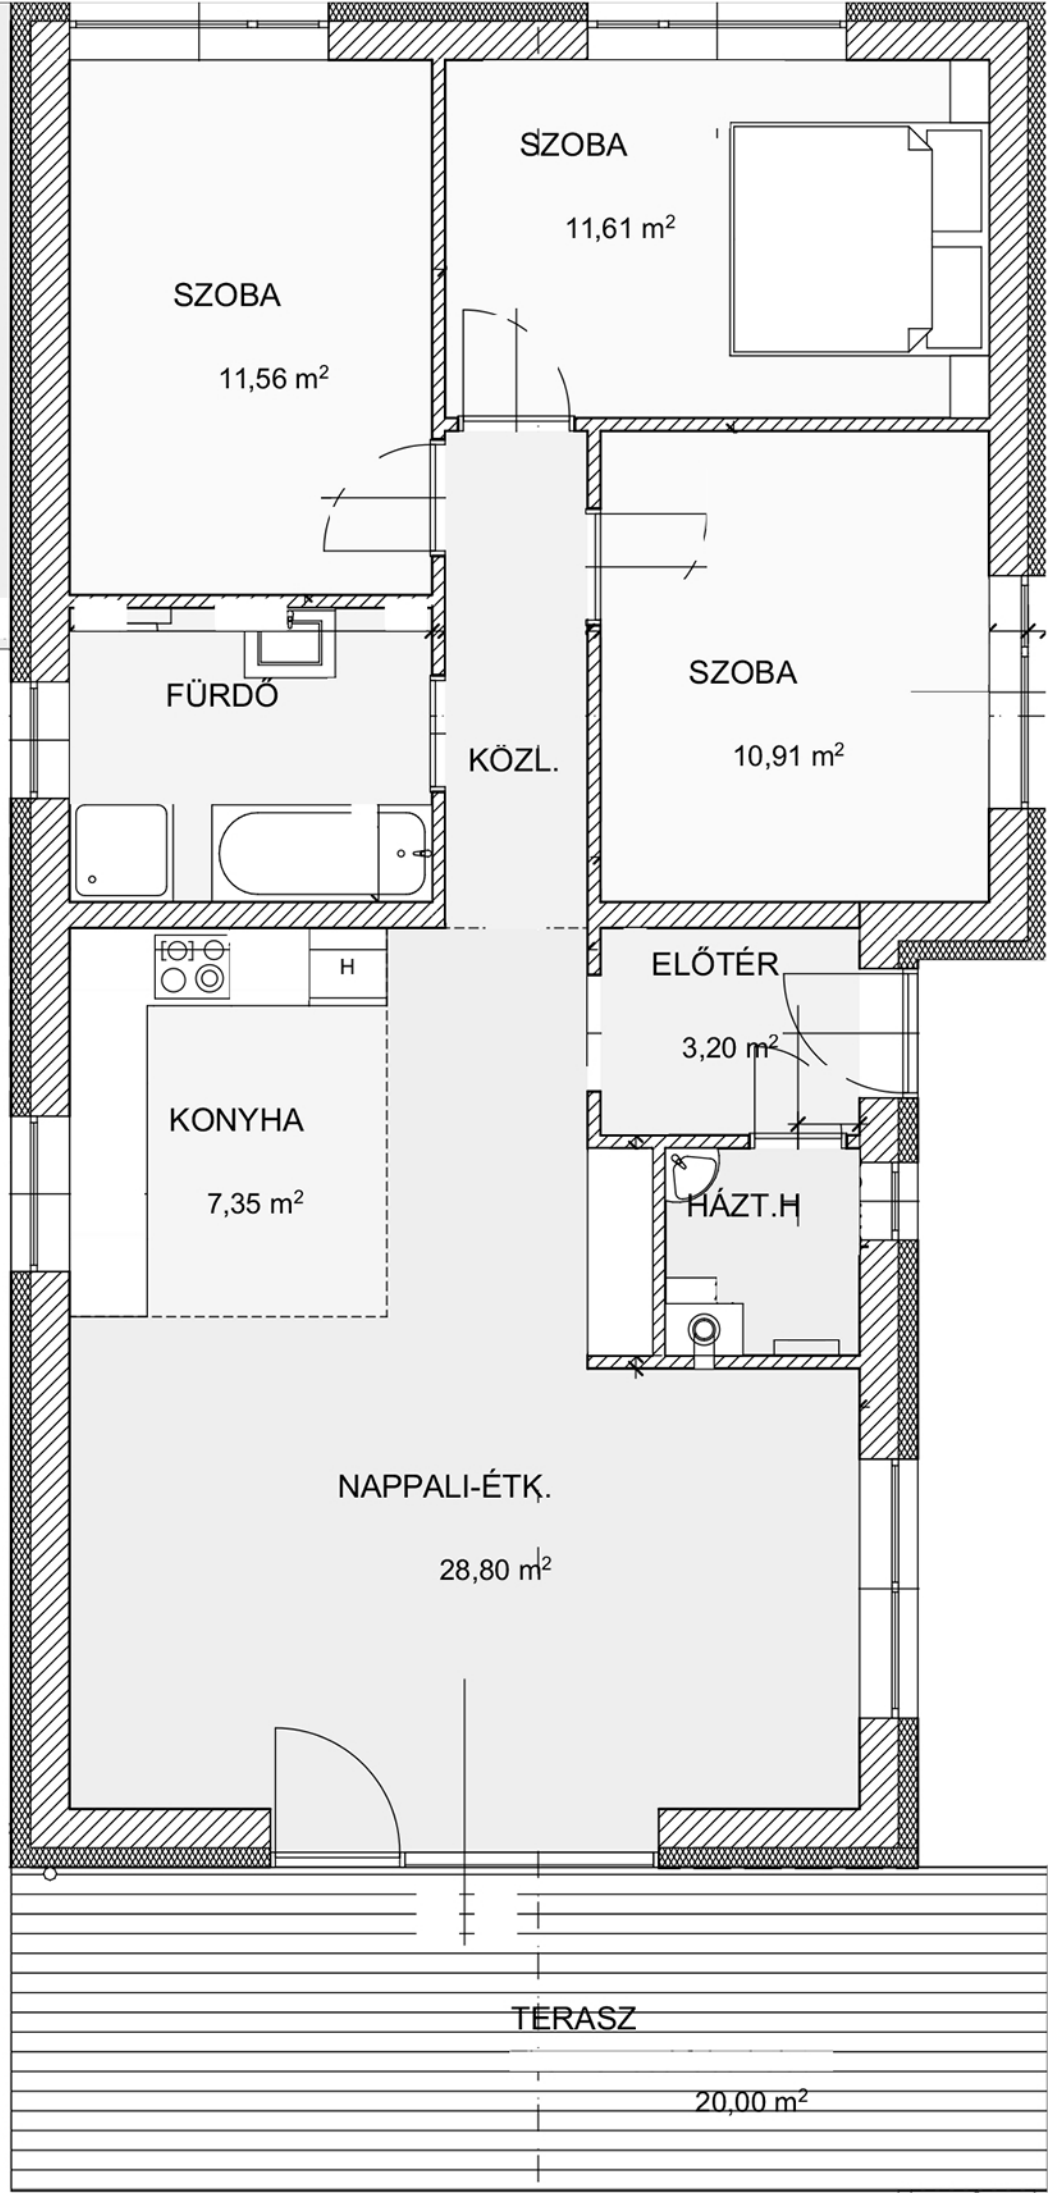 SZOBA
11,61 m²
SZOBA
11,56 m²
SZOBA
10,91 m²
FÜRDŐ
KÖZL.
ELŐTÉR
3,20 m²
H
KONYHA
7,35 m²
HÁZT.H
NAPPALI-ÉTK.
28,80 m²
TERASZ
20,00 m²